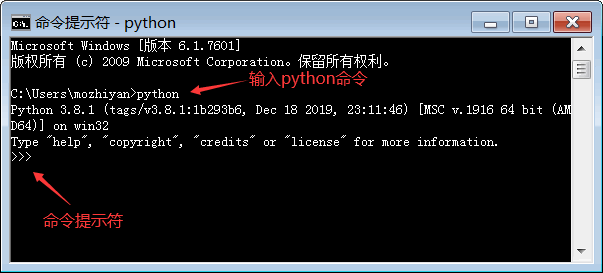 命令提示符 - python
Microsoft Windows [版本 6.1.7601]
版权所有 (c) 2009 Microsoft Corporation。保留所有权利。
C:\Users\mozhiyan>python
输入python命令
Python 3.8.1 (tags/v3.8.1:1b293b6, Dec 18 2019, 23:11:46) [MSC v.1916 64 bit (AM
D64)] on win32
Type "help", "copyright", "credits" or "license" for more information.
>>>
命令提示符